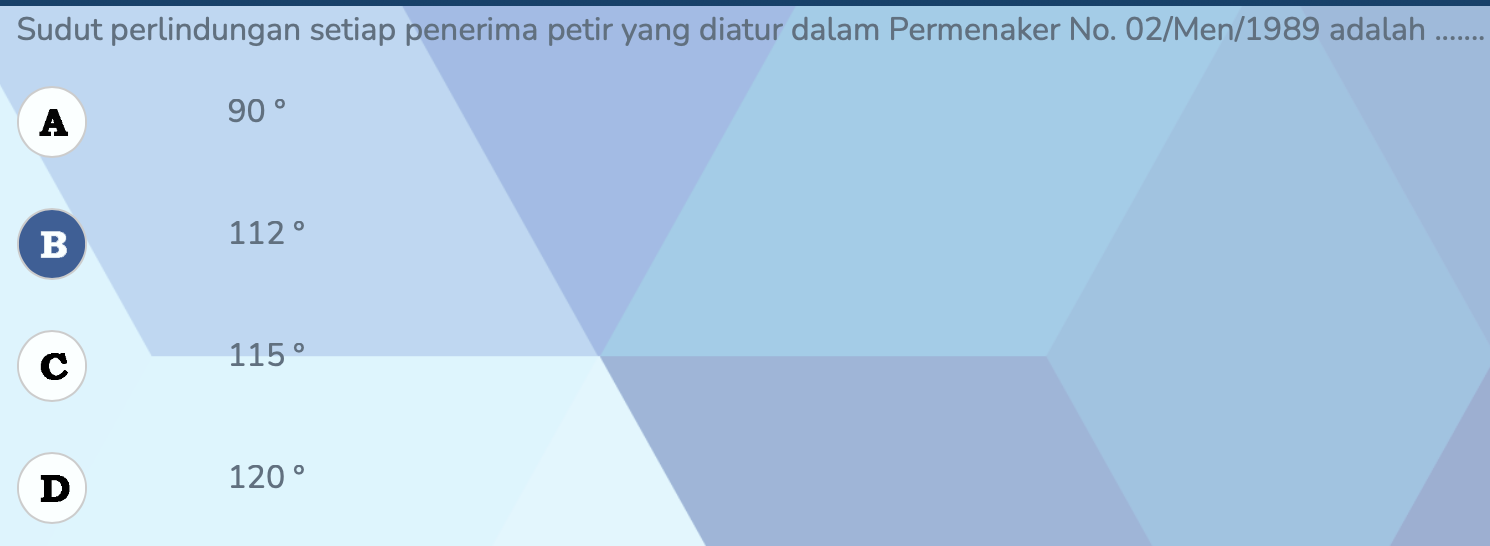 Sudut perlindungan setiap penerima petir yang diatur dalam Permenaker No. 02/Men/1989 adalah .......
A 90 °
B 112 °
C 115 °
D 120 °